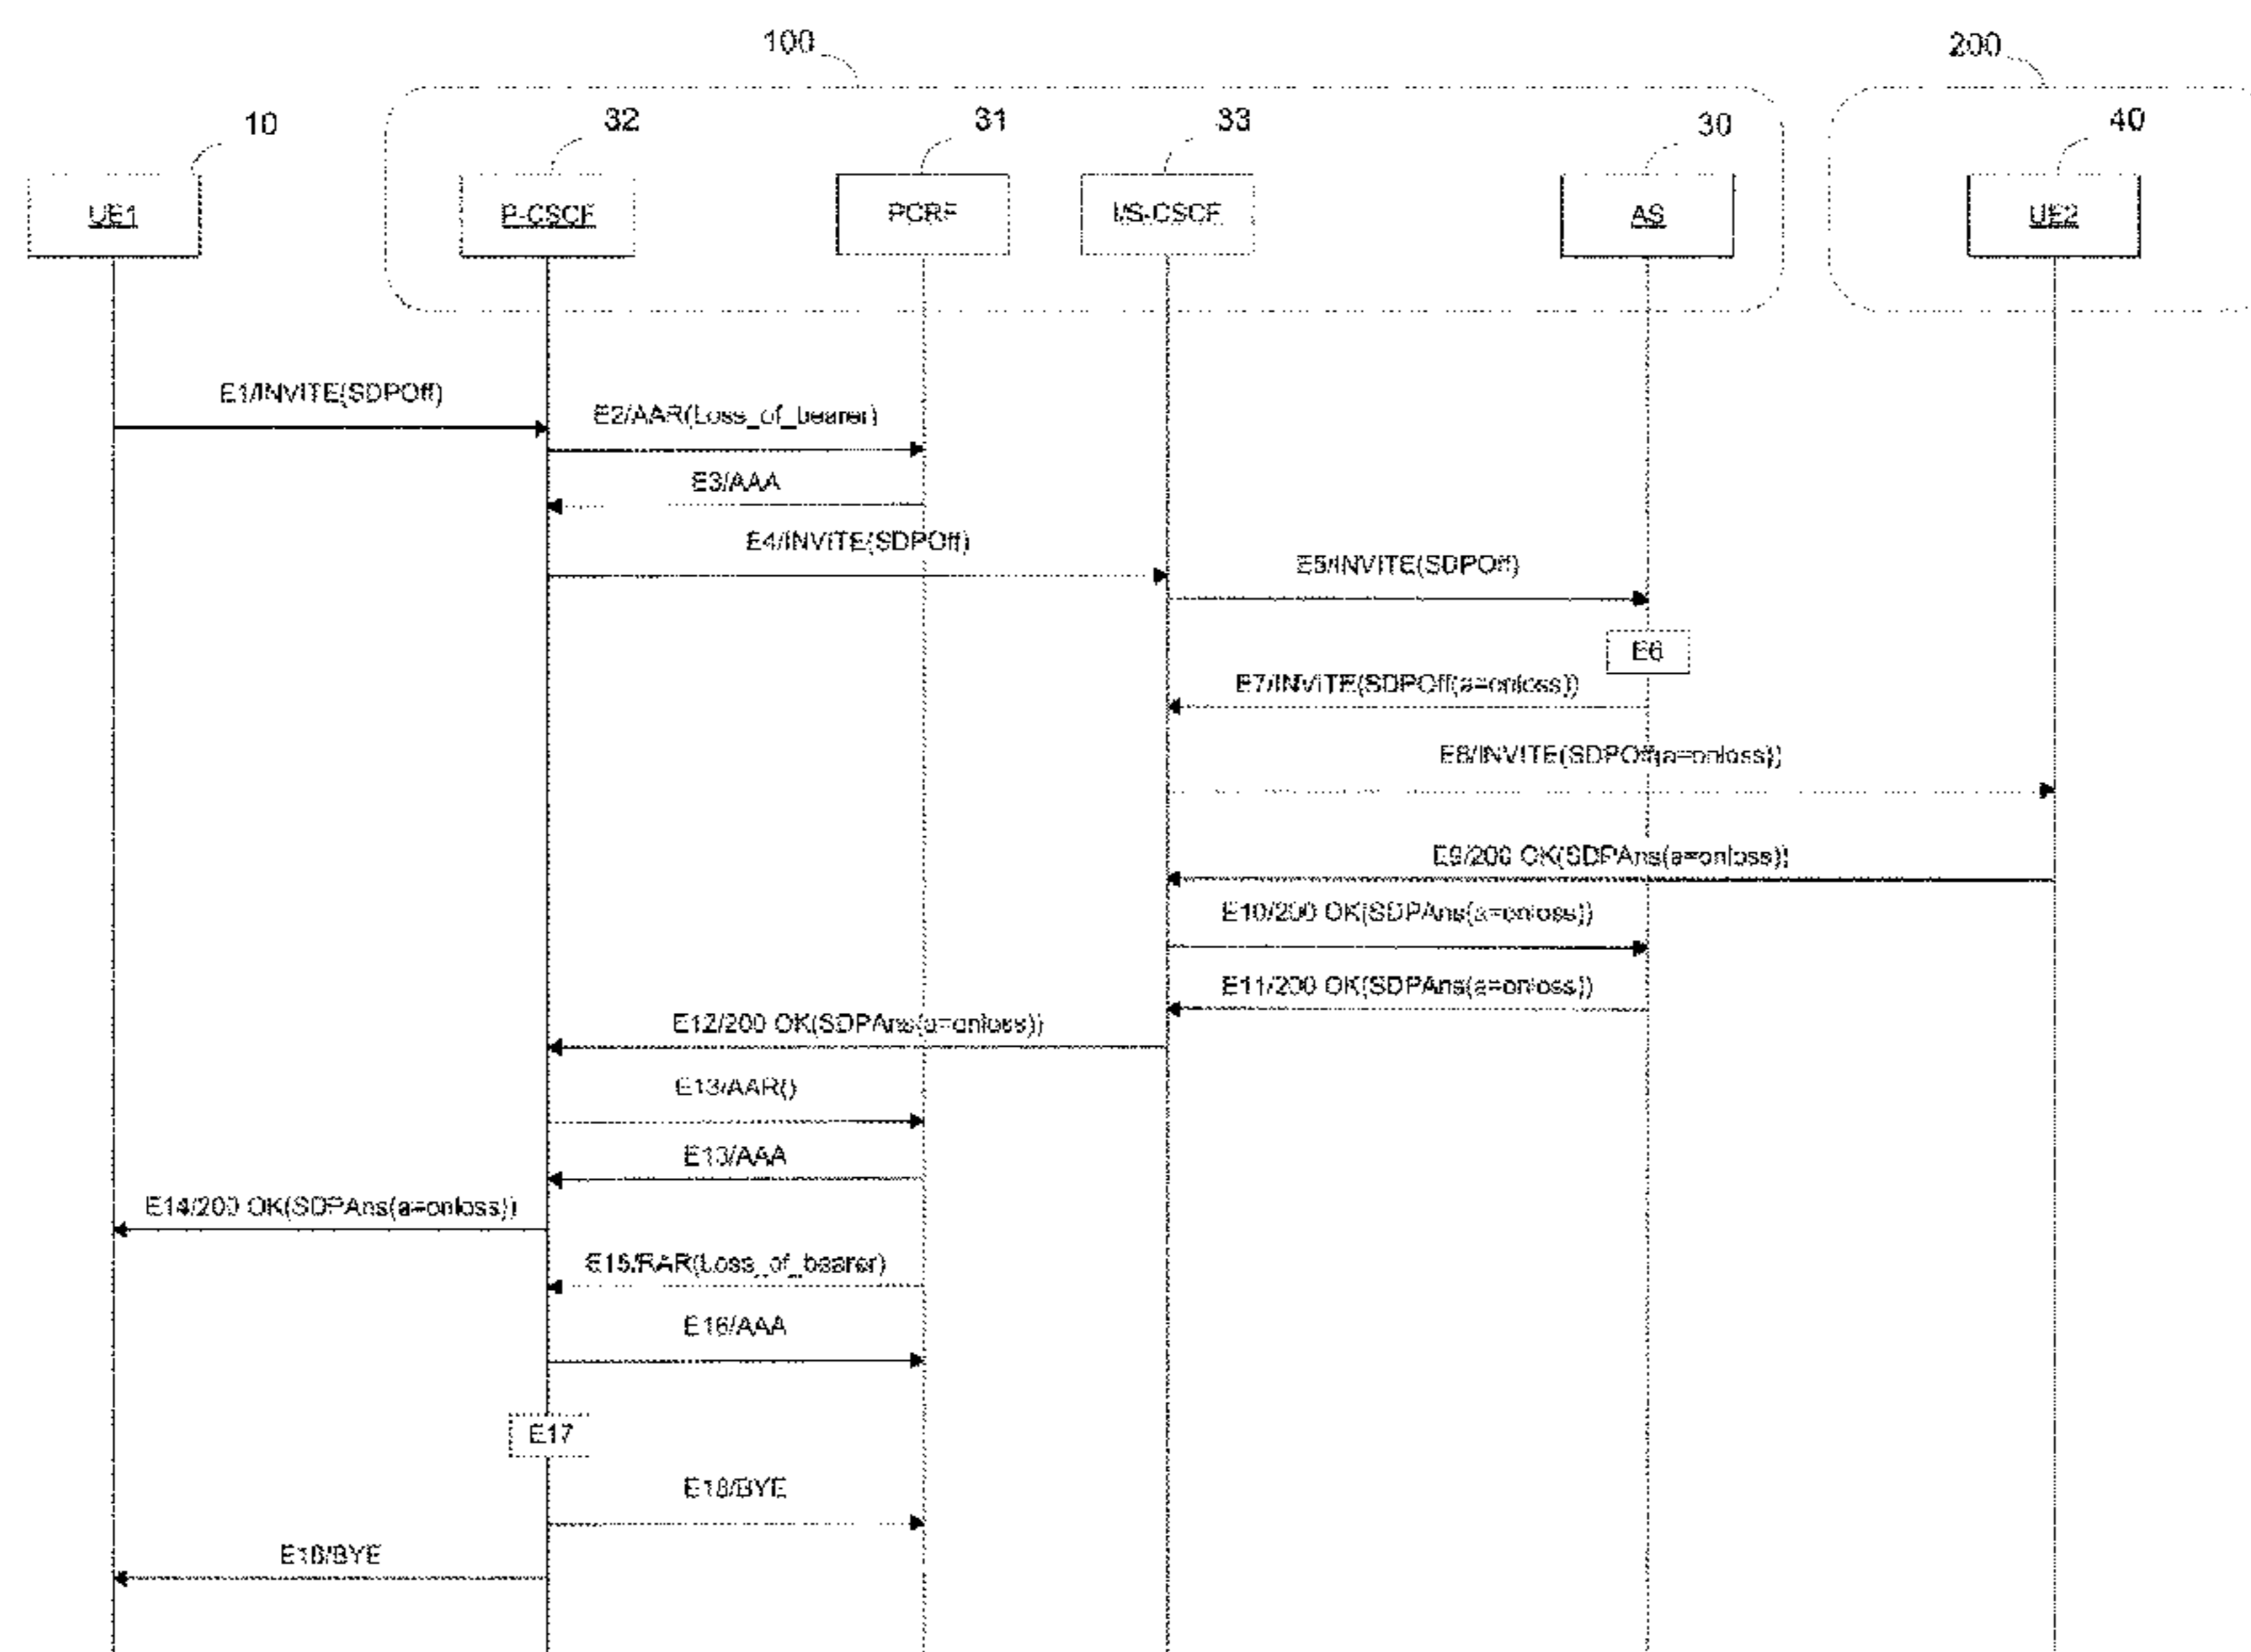 100
200
10
32
31
33
30
40
UE1
P-CSCF
PCRF
I/S-CSCF
AS
UE2
E1/INVITE(SDPOff)
E2/AAR(Loss_of_bearer)
E3/AAA
E4/INVITE(SDPOff)
E5/INVITE(SDPOff)
E6
E7/INVITE(SDPOff(a=onloss))
E8/INVITE(SDPOff(a=onloss))
E9/200 OK(SDPAns(a=onloss))
E10/200 OK(SDPAns(a=onloss))
E11/200 OK(SDPAns(a=onloss))
E12/200 OK(SDPAns(a=onloss))
E13/AAR()
E13/AAA
E14/200 OK(SDPAns(a=onloss))
E15/RAR(Loss_of_bearer)
E16/AAA
E17
E18/BYE
E18/BYE